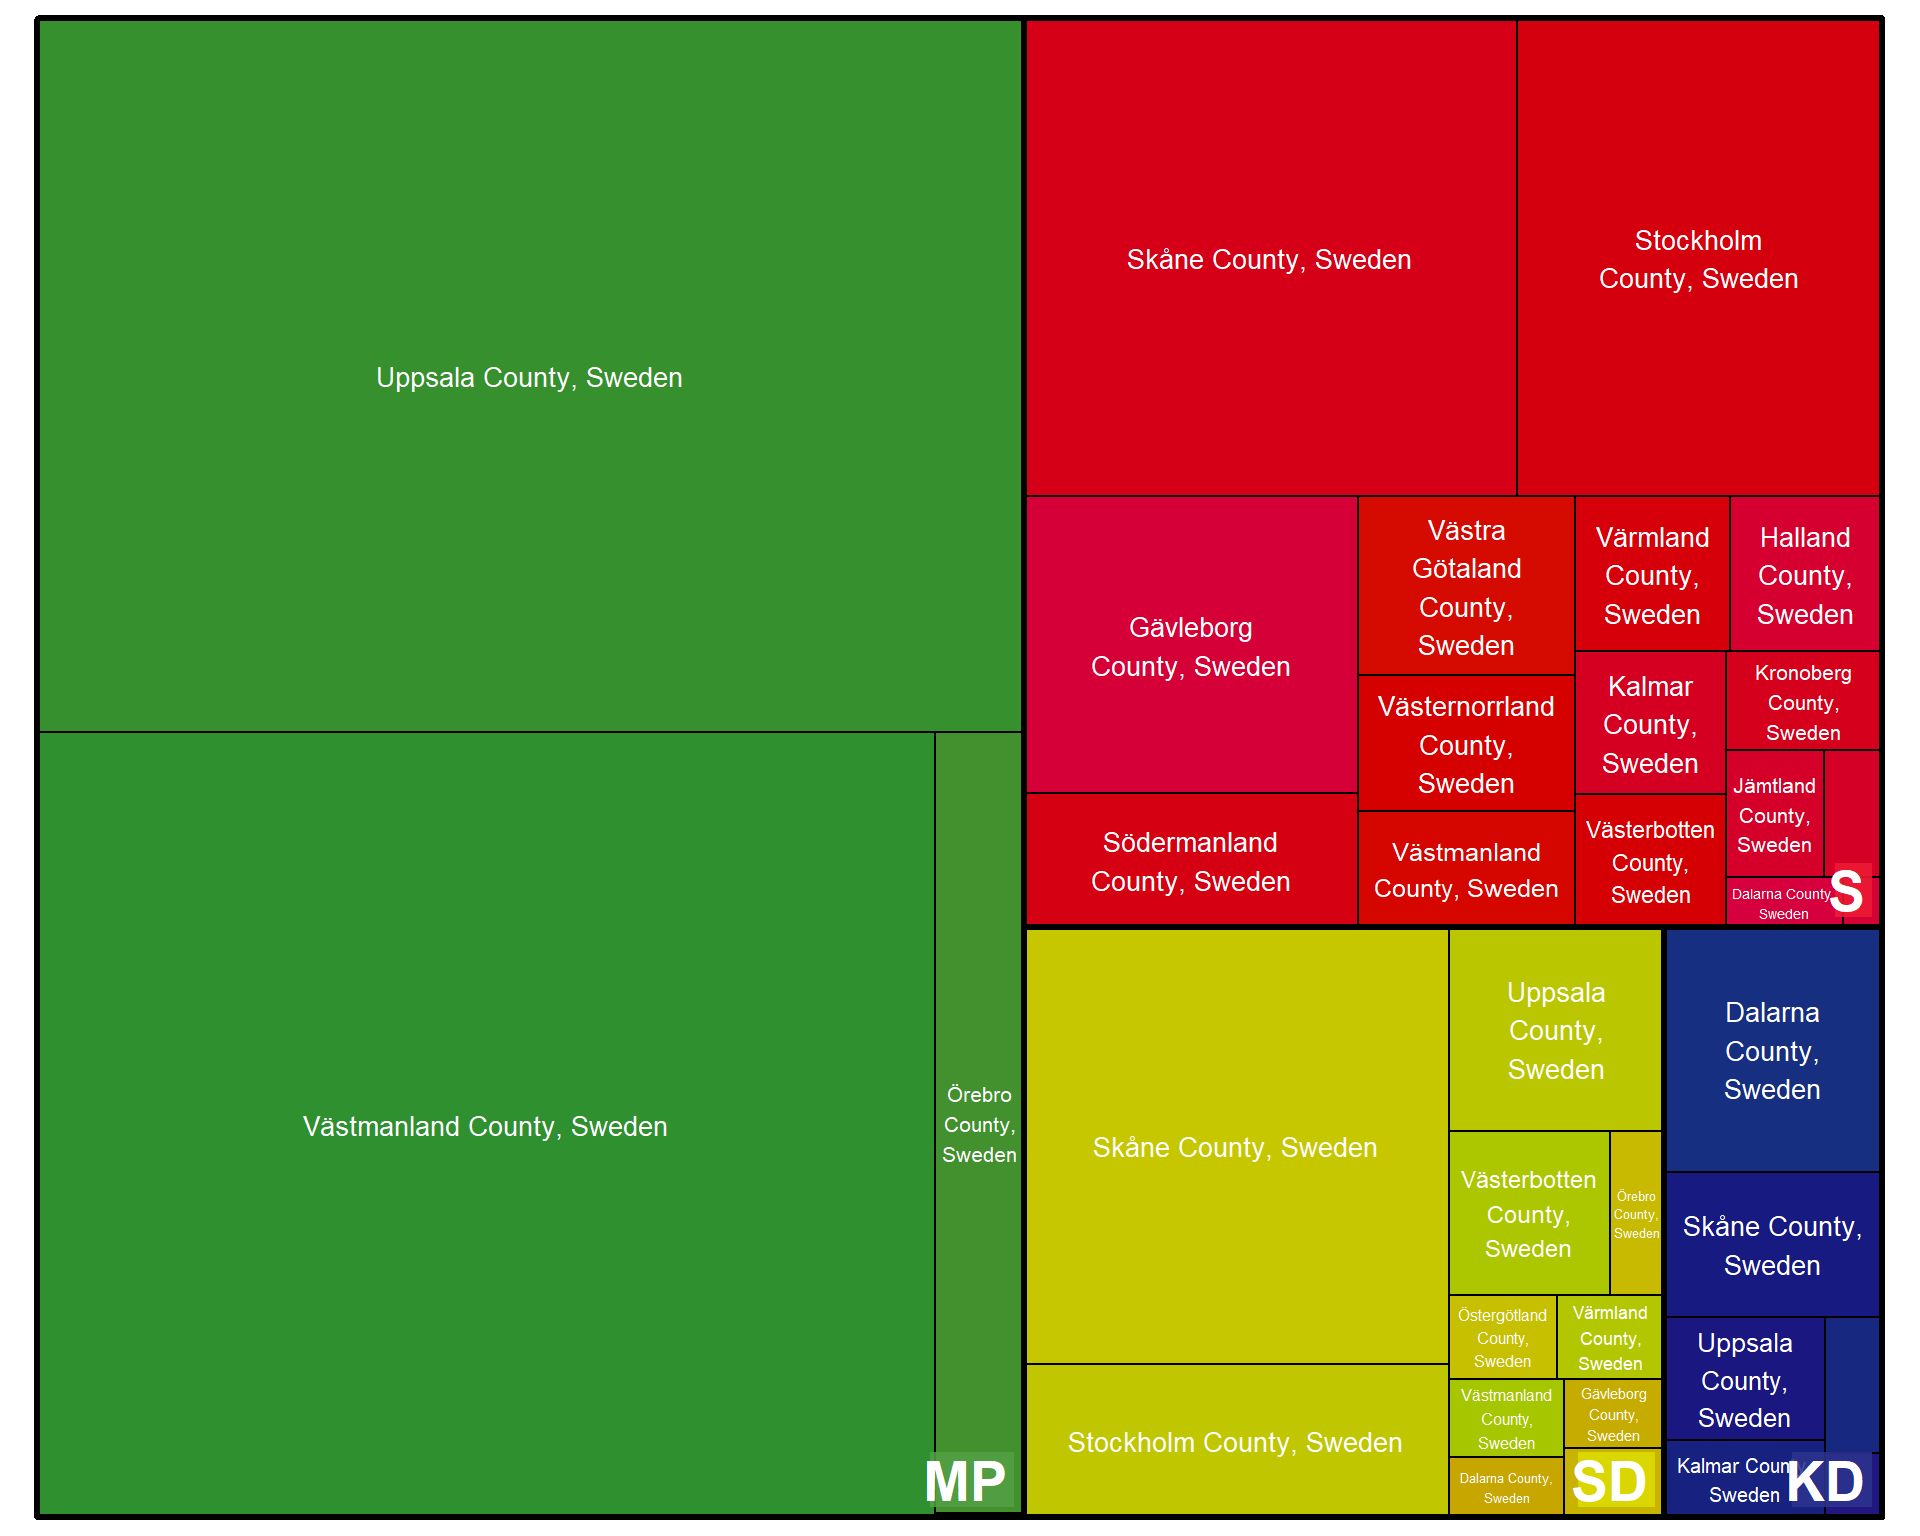 Uppsala County, Sweden
Västmanland County, Sweden
Örebro
County,
Sweden
MP
Skåne County, Sweden
Stockholm
County, Sweden
Gävleborg
County, Sweden
Södermanland
County, Sweden
Västra
Götaland
County,
Sweden
Västernorrland
County,
Sweden
Västmanland
County, Sweden
Värmland
County,
Sweden
Halland
County,
Sweden
Kalmar
County,
Sweden
Kronoberg
County,
Sweden
Västerbotten
County,
Sweden
Jämtland
County,
Sweden
Dalarna County,
Sweden
S
Skåne County, Sweden
Stockholm County, Sweden
Uppsala
County,
Sweden
Västerbotten
County,
Sweden
Örebro
County,
Sweden
Östergötland
County,
Sweden
Värmland
County,
Sweden
Västmanland
County,
Sweden
Gävleborg
County,
Sweden
Dalarna County,
Sweden
SD
Dalarna
County,
Sweden
Skåne County,
Sweden
Uppsala
County,
Sweden
Kalmar County,
Sweden
KD